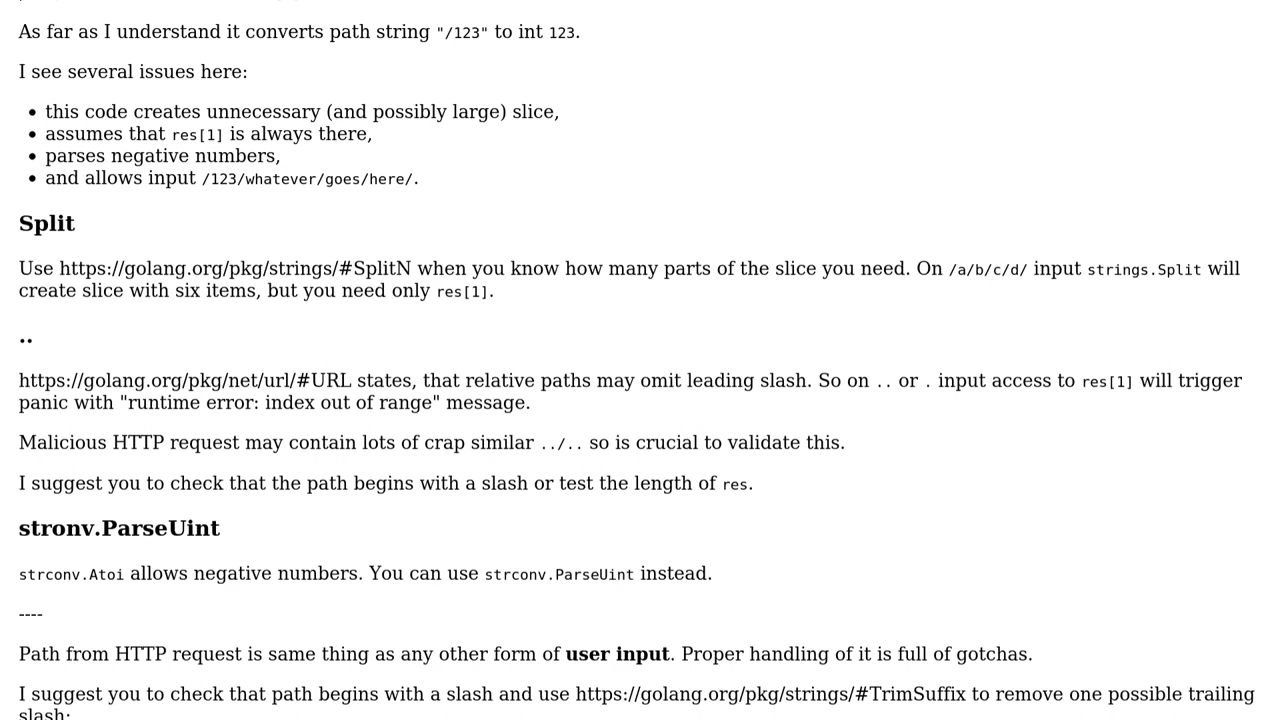 As far as I understand it converts path string "/123" to int 123.
I see several issues here:
• this code creates unnecessary (and possibly large) slice,
• assumes that res[1] is always there,
• parses negative numbers,
• and allows input /123/whatever/goes/here/.
Split
Use https://golang.org/pkg/strings/#SplitN when you know how many parts of the slice you need. On /a/b/c/d/ input strings.Split will
create slice with six items, but you need only res[1].
..
https://golang.org/pkg/net/url/#URL states, that relative paths may omit leading slash. So on .. or . input access to res[1] will trigger
panic with "runtime error: index out of range" message.
Malicious HTTP request may contain lots of crap similar ../.. so is crucial to validate this.
I suggest you to check that the path begins with a slash or test the length of res.
stronv.ParseUint
strconv.Atoi allows negative numbers. You can use strconv.ParseUint instead.
----
Path from HTTP request is same thing as any other form of user input. Proper handling of it is full of gotchas.
I suggest you to check that path begins with a slash and use https://golang.org/pkg/strings/#TrimSuffix to remove one possible trailing
slash: